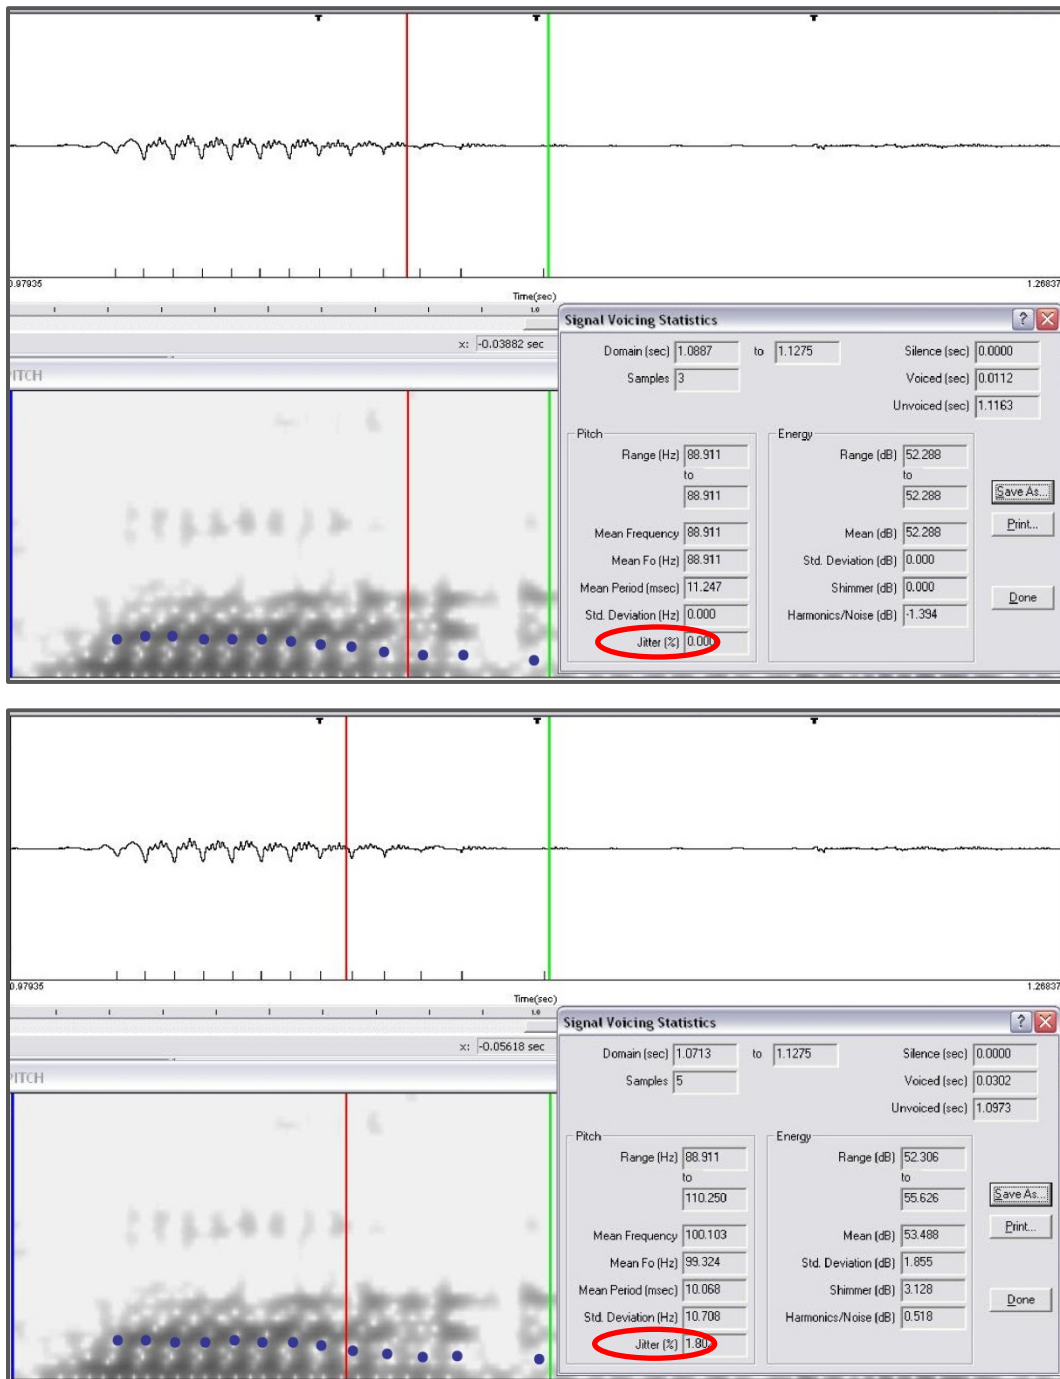 0.97935
1.26837
Time(sec)
1.0
x: -0.03882 sec
PITCH
Signal Voicing Statistics
Domain (sec) 1.0887 to 1.1275
Silence (sec) 0.0000
Samples 3
Voiced (sec) 0.0112
Unvoiced (sec) 1.1163
Pitch
Range (Hz) 88.911
to
88.911
Mean Frequency 88.911
Mean Fo (Hz) 88.911
Mean Period (msec) 11.247
Std. Deviation (Hz) 0.000
Jitter (%) 0.000
Energy
Range (dB) 52.288
to
52.288
Mean (dB) 52.288
Std. Deviation (dB) 0.000
Shimmer (dB) 0.000
Harmonics/Noise (dB) -1.394
Save As...
Print...
Done
0.97935
1.26837
Time(sec)
1.0
x: -0.05618 sec
PITCH
Signal Voicing Statistics
Domain (sec) 1.0713 to 1.1275
Silence (sec) 0.0000
Samples 5
Voiced (sec) 0.0302
Unvoiced (sec) 1.0973
Pitch
Range (Hz) 88.911
to
110.250
Mean Frequency 100.103
Mean Fo (Hz) 99.324
Mean Period (msec) 10.068
Std. Deviation (Hz) 10.708
Jitter (%)
Energy
Range (dB) 52.306
to
55.626
Mean (dB) 53.488
Std. Deviation (dB) 1.855
Shimmer (dB) 3.128
Harmonics/Noise (dB) 0.518
Save As...
Print...
Done